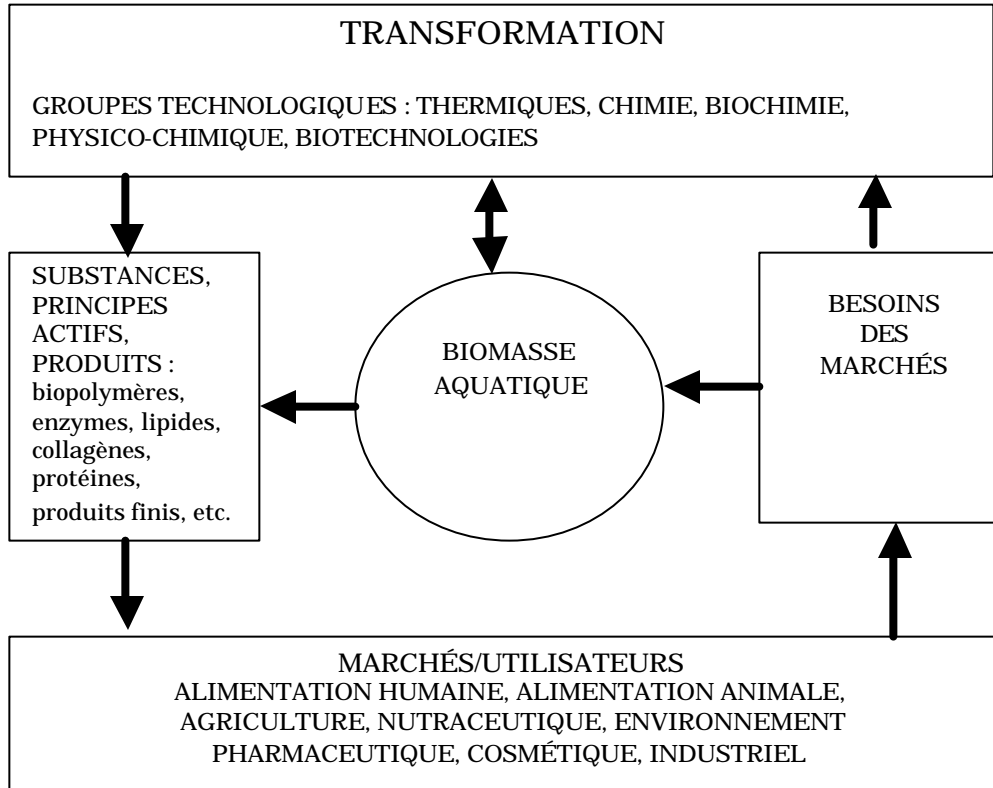 TRANSFORMATION
GROUPES TECHNOLOGIQUES : THERMIQUES, CHIMIE, BIOCHIMIE,
PHYSICO-CHIMIQUE, BIOTECHNOLOGIES
SUBSTANCES,
PRINCIPES
ACTIFS,
PRODUITS :
biopolymères,
enzymes, lipides,
collagènes,
protéines,
produits finis, etc.
BIOMASSE
AQUATIQUE
BESOINS
DES
MARCHÉS
MARCHÉS/UTILISATEURS
ALIMENTATION HUMAINE, ALIMENTATION ANIMALE,
AGRICULTURE, NUTRACEUTIQUE, ENVIRONNEMENT
PHARMACEUTIQUE, COSMÉTIQUE, INDUSTRIEL